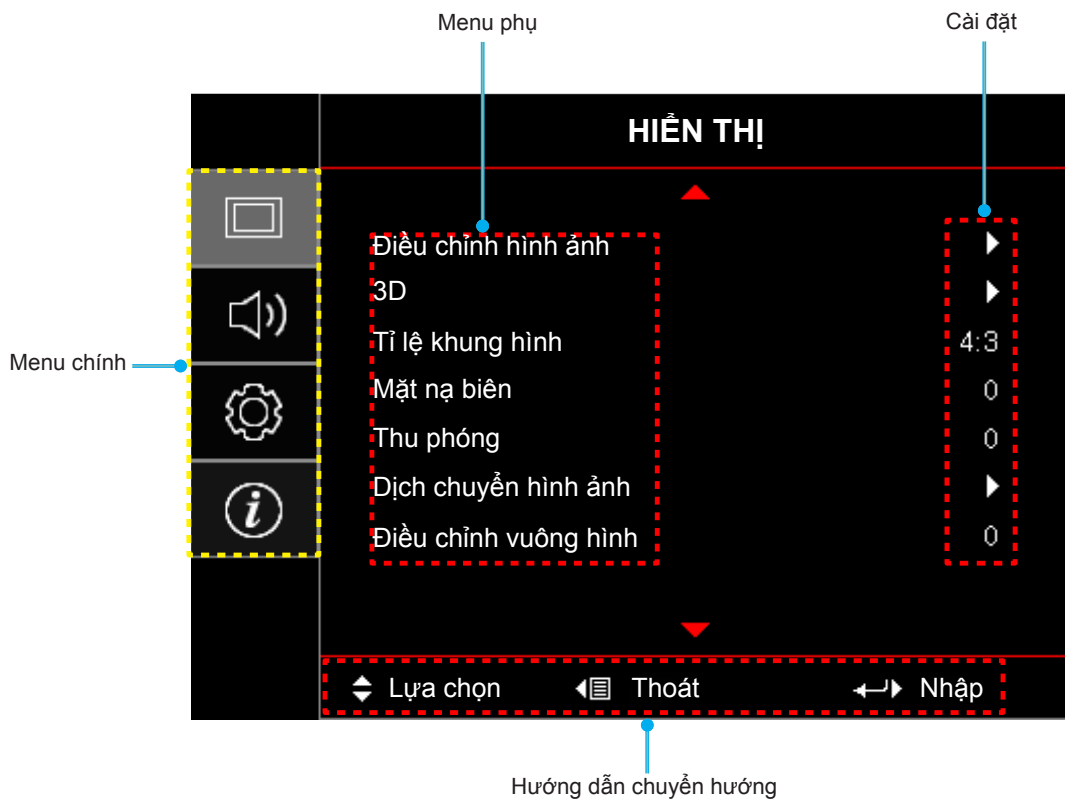 Menu phụ
Cài đặt
HIỂN THỊ
Điều chỉnh hình ảnh
3D
Tỉ lệ khung hình 4:3
Mặt nạ biên 0
Thu phóng 0
Dịch chuyển hình ảnh
Điều chỉnh vuông hình 0
Menu chính
Lựa chọn Thoát Nhập
Hướng dẫn chuyển hướng